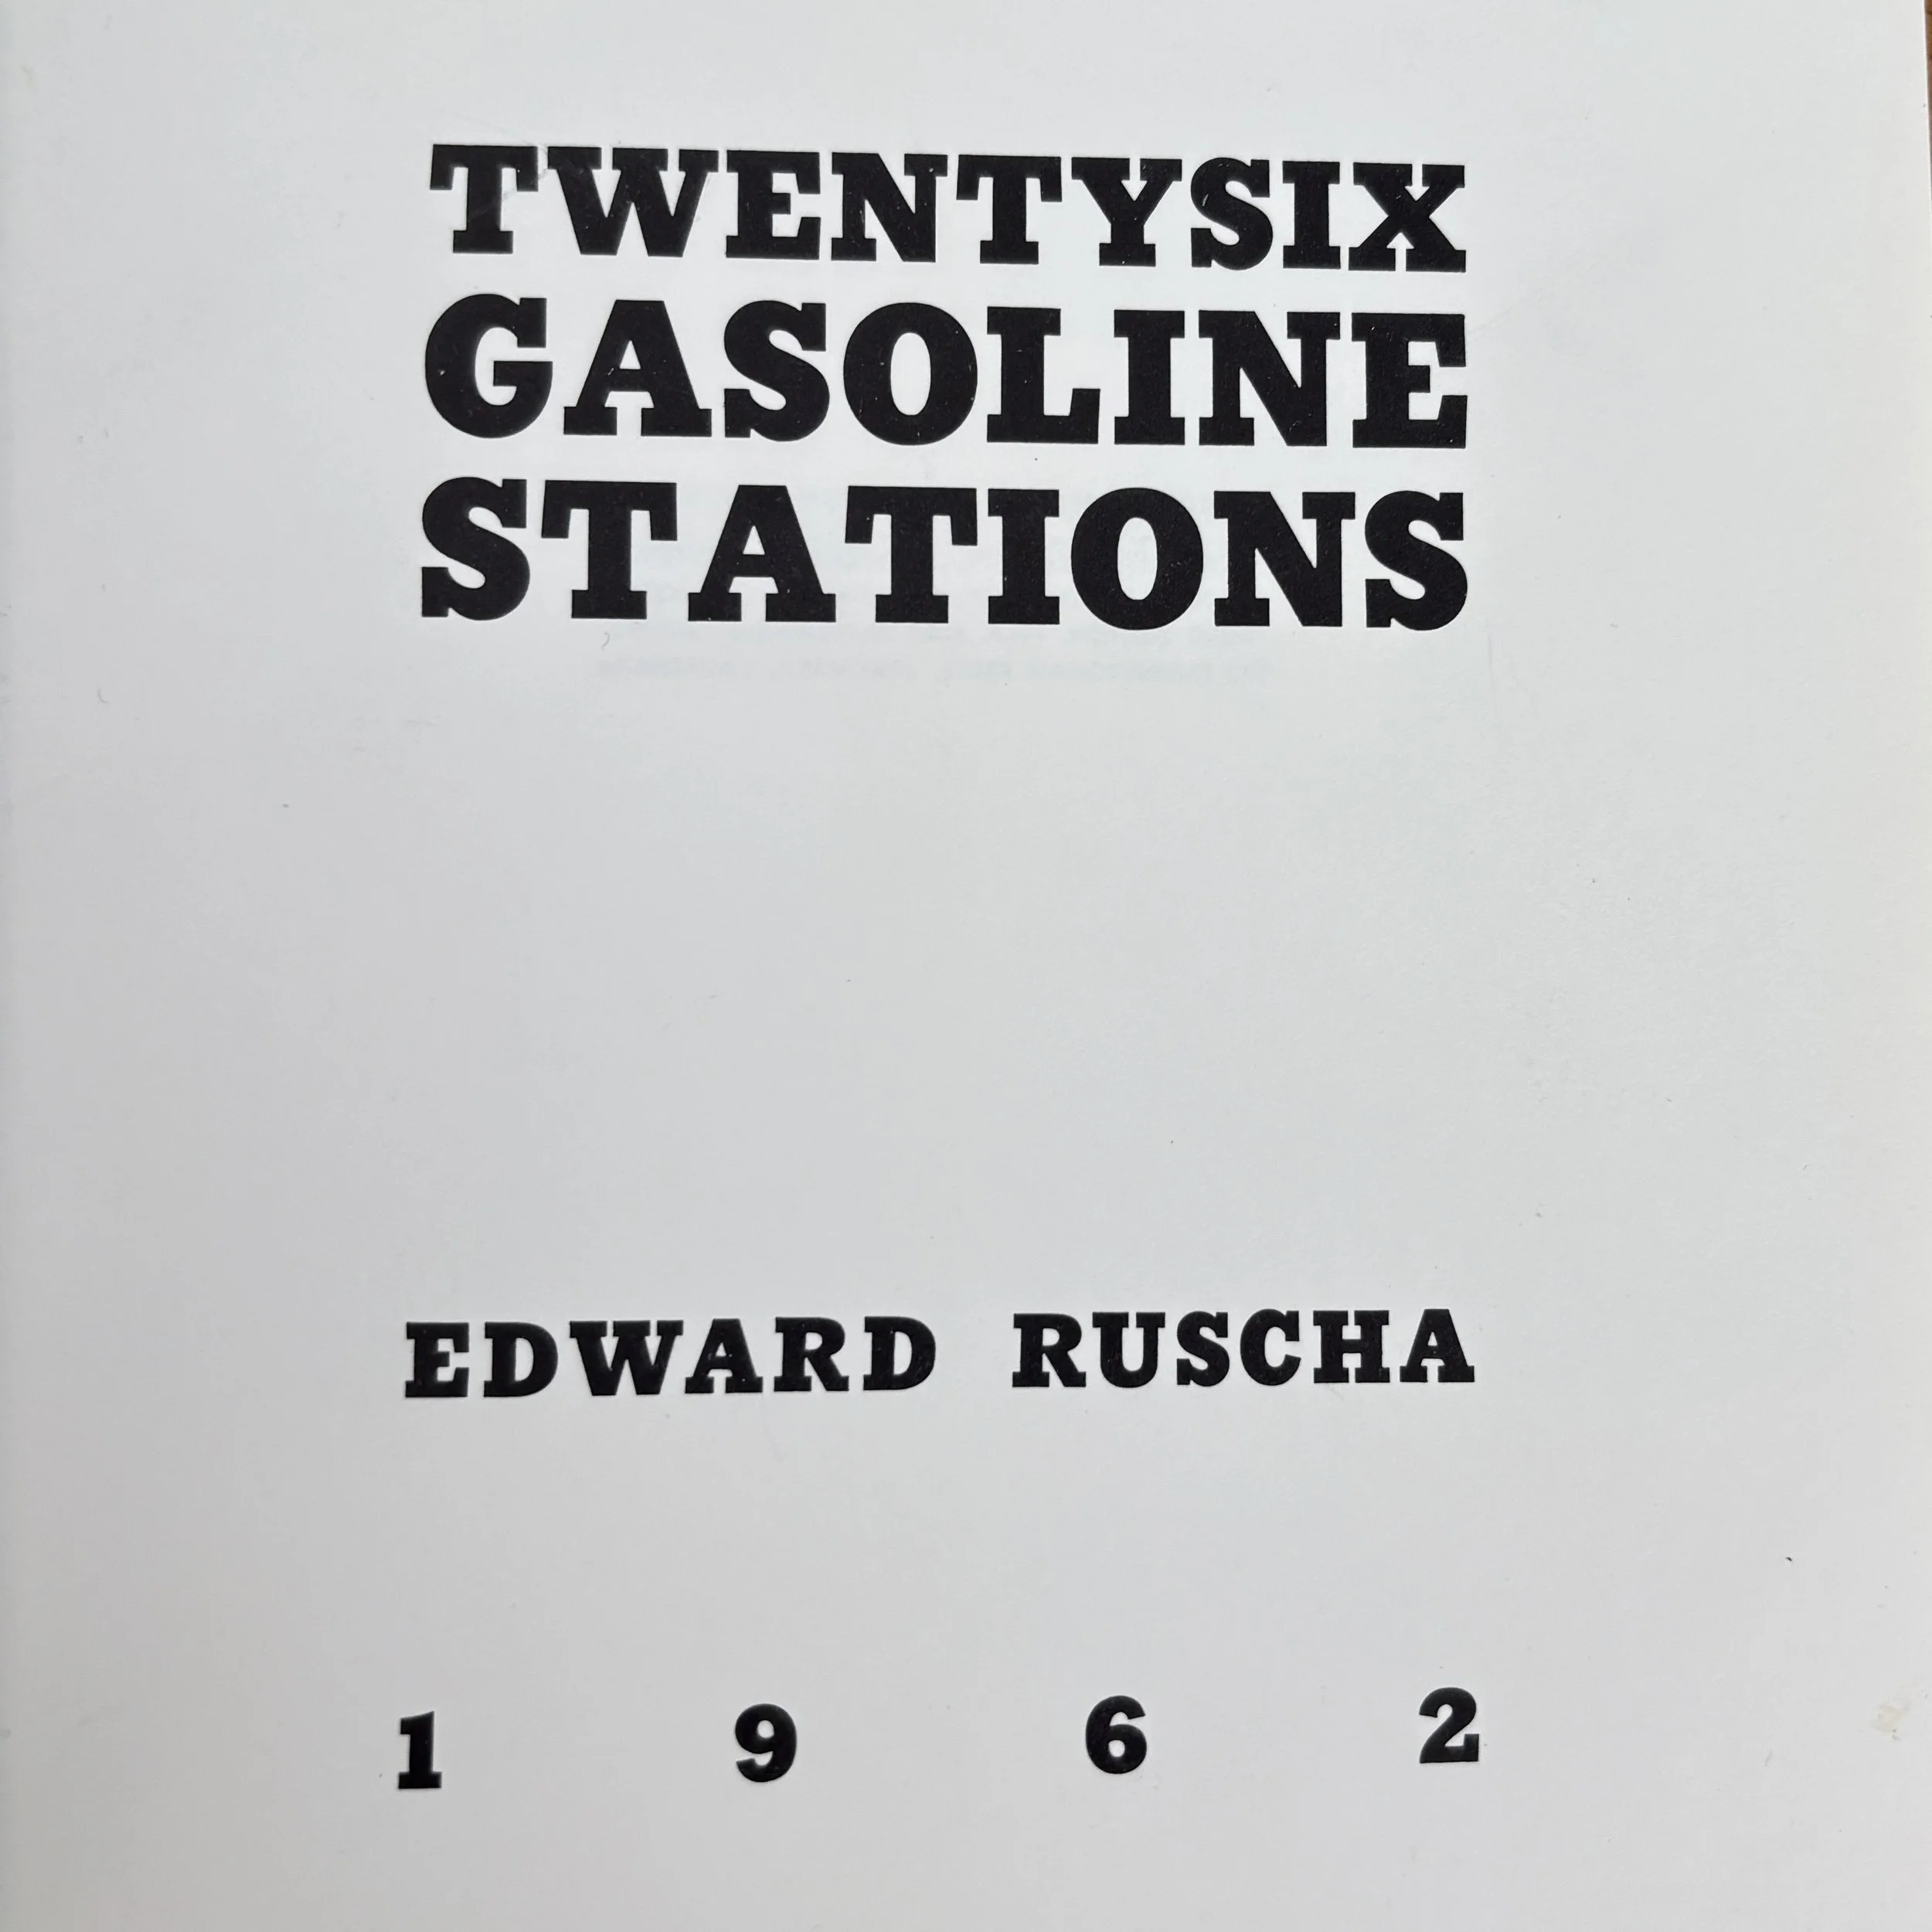 TWENTYSIX
GASOLINE
STATIONS
EDWARD RUSCHA
1 9 6 2